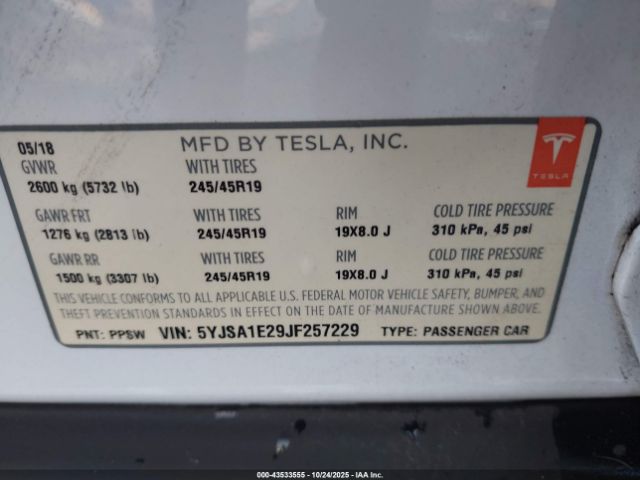 05/18 MFD BY TESLA, INC.
GVWR WITH TIRES
2600 kg (5732 lb) 245/45R19
TESLA
GAWR FRT WITH TIRES RIM COLD TIRE PRESSURE
1276 kg (2813 lb) 245/45R19 19X8.0 J 310 kPa, 45 psi
GAWR RR WITH TIRES RIM COLD TIRE PRESSURE
1500 kg (3307 lb) 245/45R19 19X8.0 J 310 kPa, 45 psi
THIS VEHICLE CONFORMS TO ALL APPLICABLE U.S. FEDERAL MOTOR VEHICLE SAFETY, BUMPER, AND
THEFT PREVENTION STANDARDS IN EFFECT ON THE DATE OF MANUFACTURE SHOWN ABOVE.
PNT: PPSW VIN: 5YJSA1E29JF257229 TYPE: PASSENGER CAR
000-43533555 - 10/24/2025 - IAA Inc.